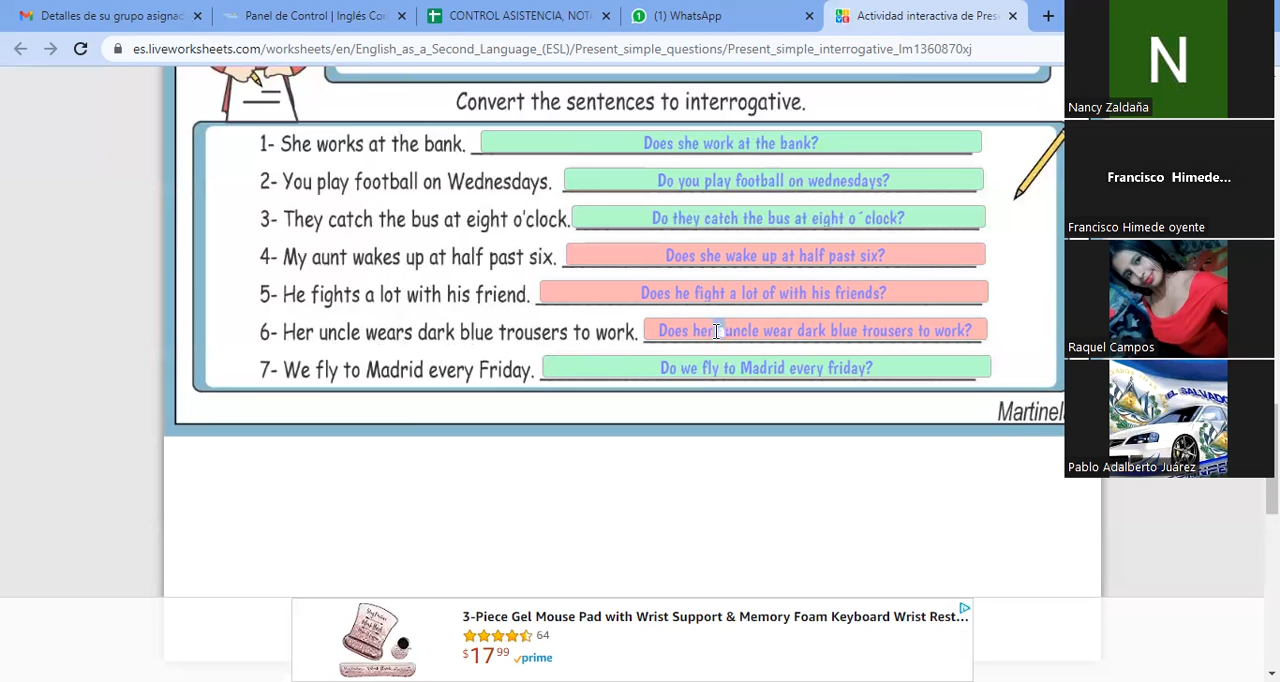 Detalles de su grupo asignad
Panel de Control | Inglés Co
CONTROL ASISTENCIA, NOTA
(1) WhatsApp
Actividad interactiva de Pres
es.liveworksheets.com/worksheets/en/English_as_a_Second_Language_(ESL)/Present_simple_questions/Present_simple_interrogative_lm1360870xj
Convert the sentences to interrogative.
1- She works at the bank. Does she work at the bank?
2- You play football on Wednesdays. Do you play football on wednesdays?
3- They catch the bus at eight o'clock. Do they catch the bus at eight o´clock?
4- My aunt wakes up at half past six. Does she wake up at half past six?
5- He fights a lot with his friend. Does he fight a lot of with his friends?
6- Her uncle wears dark blue trousers to work. Does her uncle wear dark blue trousers to work?
7- We fly to Madrid every Friday. Do we fly to Madrid every friday?
N
Nancy Zaldaña
Francisco Himede...
Francisco Himede oyente
Raquel Campos
EL SALVADO
Pablo Adalberto Juárez
3-Piece Gel Mouse Pad with Wrist Support & Memory Foam Keyboard Wrist Rest...
64
$17.99 prime